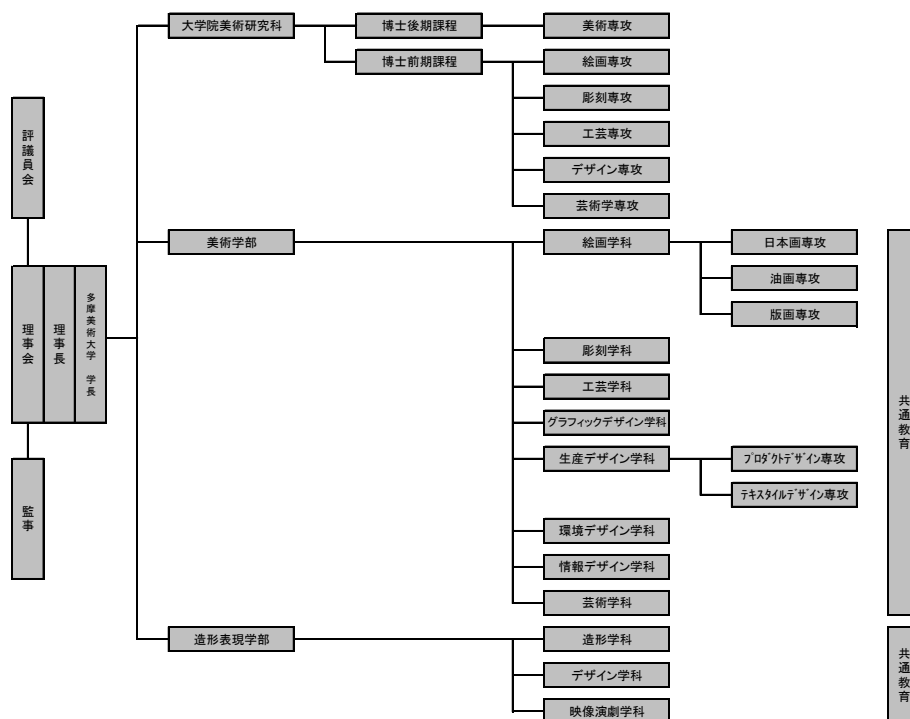 大学院美術研究科
博士後期課程
美術専攻
博士前期課程
絵画専攻
彫刻専攻
工芸専攻
デザイン専攻
芸術学専攻
評議員会
理事会
理事長
多摩美術大学 学長
監事
美術学部
絵画学科
日本画専攻
油画専攻
版画専攻
彫刻学科
工芸学科
グラフィックデザイン学科
生産デザイン学科
プロダクトデザイン専攻
テキスタイルデザイン専攻
環境デザイン学科
情報デザイン学科
芸術学科
共通教育
造形表現学部
造形学科
デザイン学科
映像演劇学科
共通教育